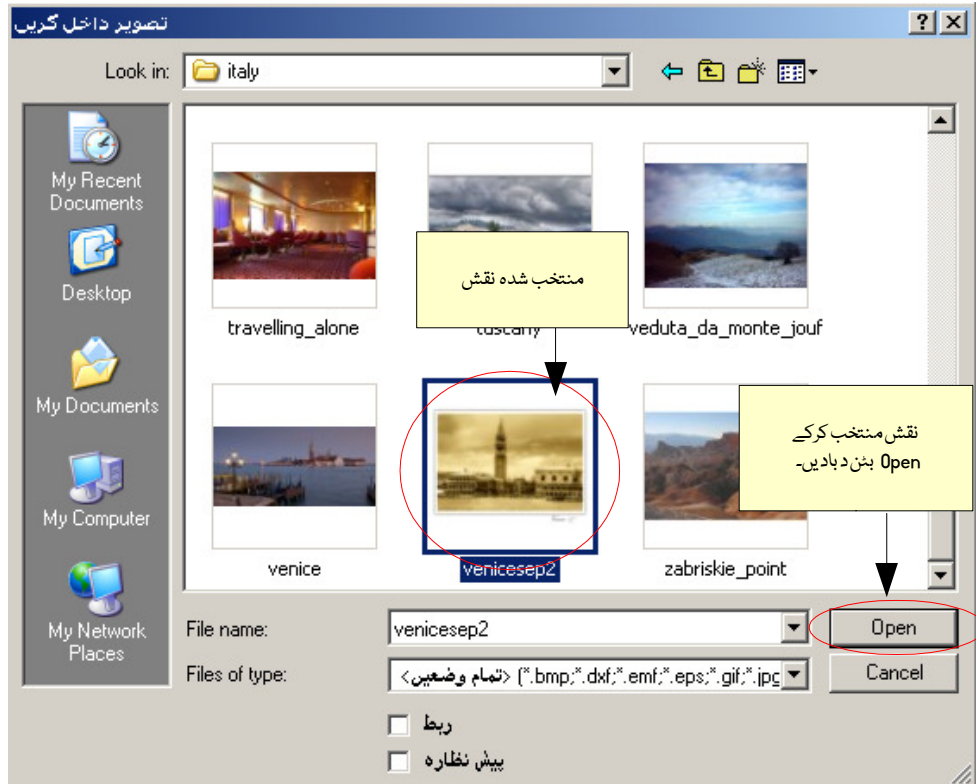 تصویر داخل کریں
Look in:
italy
My Recent
Documents
Desktop
My Documents
My Computer
My Network
Places
travelling_alone
tuscany
veduta_da_monte_jouf
منتخب شدہ نقش
venice
venicesep2
zabriskie_point
نقش منتخب کرکے
Open بٹن دبادیں۔
File name:
venicesep2
Open
Files of type:
<تمام وضعیں> (*.bmp;*.dxf;*.emf;*.eps;*.gif;*.jpg
Cancel
ربط
پیش نظارہ